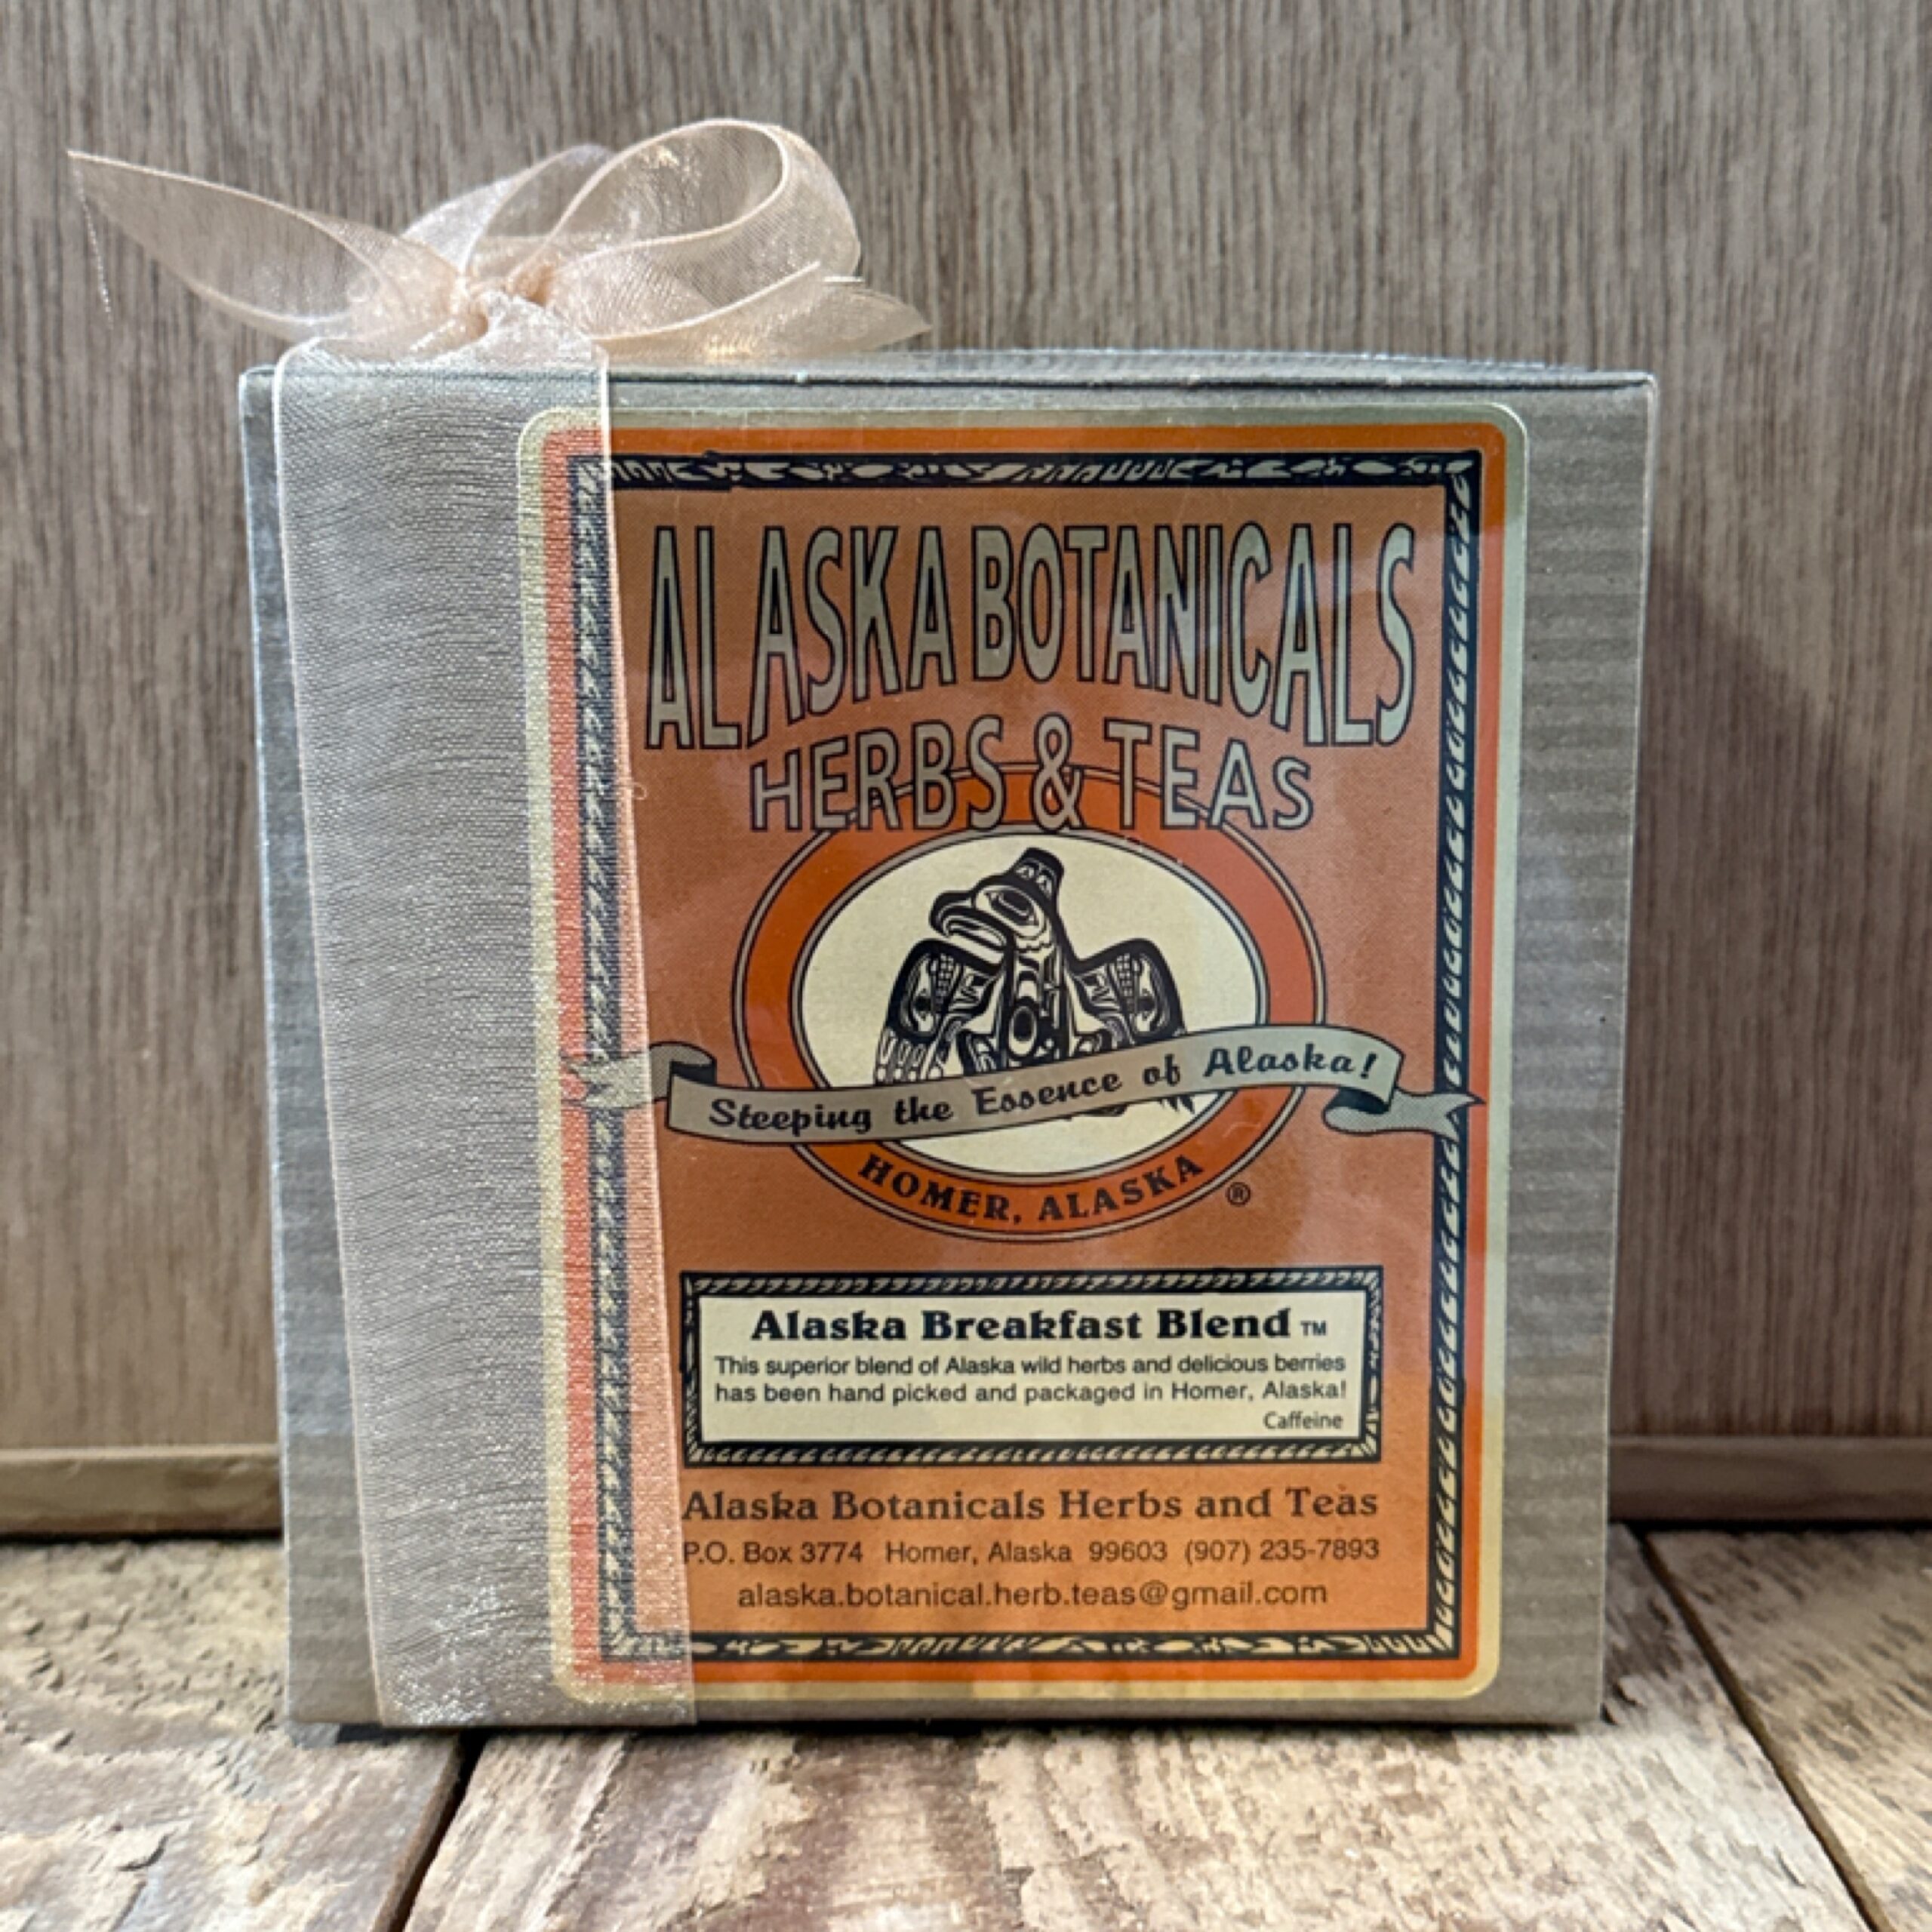 ALASKA BOTANICALS
HERBS & TEAS
Steeping the Essence of Alaska!
HOMER, ALASKA ®
Alaska Breakfast Blend TM
This superior blend of Alaska wild herbs and delicious berries
has been hand picked and packaged in Homer, Alaska!
Caffeine
Alaska Botanicals Herbs and Teas
P.O. Box 3774 Homer, Alaska 99603 (907) 235-7893
alaska.botanical.herb.teas@gmail.com